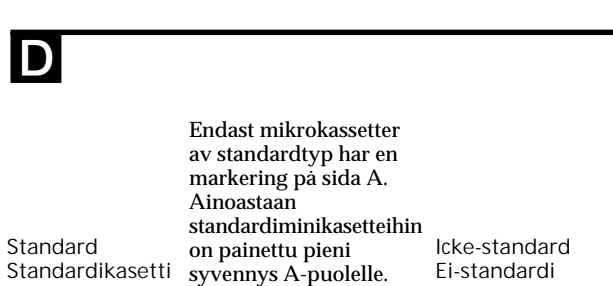 D
Endast mikrokassetter
av standardtyp har en
markering på sida A.
Ainoastaan
standardiminikasetteihin
on painettu pieni
syvennys A-puolelle.
Standard
Standardikasetti
Icke-standard
Ei-standardi